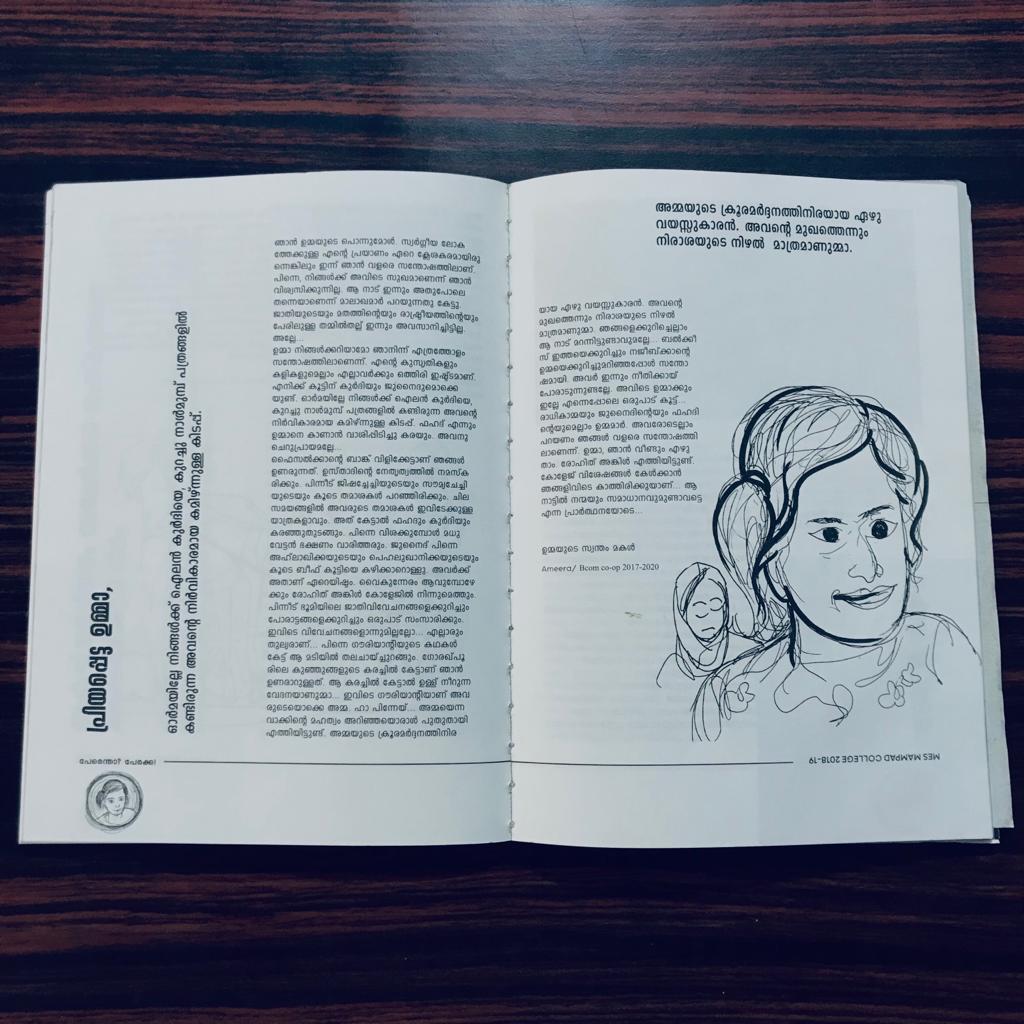 പ്രിയപ്പെട്ട ഉമ്മാ,
ഓർമയില്ലേ നിങ്ങൾക്ക് ഐലൻ കുർദിയെ, കുറച്ചു നാൾമുമ്പ് പത്രങ്ങളിൽ
കണ്ടിരുന്ന അവന്റെ നിർവികാരമായ കമിഴ്ന്നുള്ള കിടപ്പ്.
ഞാൻ ഉമ്മയുടെ പൊന്നുമോൾ. സ്വർഗ്ഗീയ ലോക
ത്തേക്കുള്ള എന്റെ പ്രയാണം ഏറെ ക്ലേശകരമായിരു
ന്നെങ്കിലും ഇന്ന് ഞാൻ വളരെ സന്തോഷത്തിലാണ്.
പിന്നെ, നിങ്ങൾക്ക് അവിടെ സുഖമാണെന്ന് ഞാൻ
വിശ്വസിക്കുന്നില്ല. ആ നാട് ഇന്നും അതുപോലെ
തന്നെയാണെന്ന് മാലാഖമാർ പറയുന്നതു കേട്ടു.
ജാതിയുടെയും മതത്തിന്റെയും രാഷ്ട്രീയത്തിന്റെയും
പേരിലുള്ള തമ്മിൽതല്ല് ഇന്നും അവസാനിച്ചിട്ടില്ല.
അല്ലേ...
ഉമ്മാ നിങ്ങൾക്കറിയാമോ ഞാനിന്ന് എത്രത്തോളം
സന്തോഷത്തിലാണെന്ന്. എന്റെ കുസൃതികളും
കളികളുമെല്ലാം എല്ലാവർക്കും ഒത്തിരി ഇഷ്ട്ടമാണ്.
എനിക്ക് കൂട്ടിന് കുർദിയും ജുനൈദുമൊക്കെ
യുണ്ട്. ഓർമയില്ലേ നിങ്ങൾക്ക് ഐലൻ കുർദിയെ,
കുറച്ചു നാൾമുമ്പ് പത്രങ്ങളിൽ കണ്ടിരുന്ന അവന്റെ
നിർവികാരമായ കമിഴ്ന്നുള്ള കിടപ്പ്. ഫഹദ് എന്നും
ഉമ്മാനെ കാണാൻ വാശിപിടിച്ചു കരയും. അവനു
ചെറുപ്രായമല്ലേ...
ഫൈസൽക്കാന്റെ ബാങ്ക് വിളിക്കേട്ടാണ് ഞങ്ങൾ
ഉണരുന്നത്. ഉസ്താദിന്റെ നേതൃത്വത്തിൽ നമസ്ക
രിക്കും. പിന്നീട് ജിഷച്ചേച്ചിയുടെയും സൗമ്യചേച്ചി
യുടെയും കൂടെ തമാശകൾ പറഞ്ഞിരിക്കും. ചില
സമയങ്ങളിൽ അവരുടെ തമാശകൾ ഇവിടേക്കുള്ള
യാത്രകളാവും. അത് കേട്ടാൽ ഫഹദും കുർദിയും
കരഞ്ഞുതുടങ്ങും. പിന്നെ വിശക്കുമ്പോൾ മധു
വേട്ടൻ ഭക്ഷണം വാരിത്തരും. ജുനൈദ് പിന്നെ
അഹ്‌ലാഖിക്കയുടെയും പെഹലുഖാനിക്കയുടെയും
കൂടെ ബീഫ് കൂട്ടിയെ കഴിക്കാറൊള്ളു. അവർക്ക്
അതാണ് ഏറെയിഷ്ടം. വൈകുന്നേരം ആവുമ്പോഴേ
ക്കും രോഹിത് അങ്കിൾ കോളേജിൽ നിന്നുമെത്തും.
പിന്നീട് ഭൂമിയിലെ ജാതിവിവേചനങ്ങളെക്കുറിച്ചും
പോരാട്ടങ്ങളെക്കുറിച്ചും ഒരുപാട് സംസാരിക്കും.
ഇവിടെ വിവേചനങ്ങളൊന്നുമില്ലല്ലോ... എല്ലാരും
തുല്യരാണ്... പിന്നെ ഗൗരിയാന്റിയുടെ കഥകൾ
കേട്ട് ആ മടിയിൽ തലചായ്ച്ചുറങ്ങും. ഗോരഖ്പൂ
രിലെ കുഞ്ഞുങ്ങളുടെ കരച്ചിൽ കേട്ടാണ് ഞാൻ
ഉണരാറുള്ളത്. ആ കരച്ചിൽ കേട്ടാൽ ഉള്ള് നീറുന്ന
വേദനയാണുമ്മാ... ഇവിടെ ഗൗരിയാന്റിയാണ് അവ
രുടെയൊക്കെ അമ്മ. ഹാ പിന്നേയ്... അമ്മയെന്ന
വാക്കിന്റെ മഹത്വം അറിഞ്ഞയൊരാൾ പുതുതായി
എത്തിയിട്ടുണ്ട്. അമ്മയുടെ ക്രൂരമർദ്ദനത്തിനിര
പേരെന്താ? പേരക്ക!
അമ്മയുടെ ക്രൂരമർദ്ദനത്തിനിരയായ ഏഴു
വയസ്സുകാരൻ. അവന്റെ മുഖത്തെന്നും
നിരാശയുടെ നിഴൽ മാത്രമാണുമ്മാ.
യായ ഏഴു വയസ്സുകാരൻ. അവന്റെ
മുഖത്തെന്നും നിരാശയുടെ നിഴൽ
മാത്രമാണുമ്മാ. ഞങ്ങളെക്കുറിച്ചെല്ലാം
ആ നാട് മറന്നിട്ടുണ്ടാവുമല്ലേ... ബൽക്കീ
സ് ഇത്തയെക്കുറിച്ചും നജീബ്ക്കാന്റെ
ഉമ്മയെക്കുറിച്ചുമറിഞ്ഞപ്പോൾ സന്തോ
ഷമായി. അവർ ഇന്നും നീതിക്കായ്
പോരാടുന്നുണ്ടല്ലേ. അവിടെ ഉമ്മാക്കും
ഇല്ലേ എന്നെപ്പോലെ ഒരുപാട് കൂട്ട്...
രാധികാമ്മയും ജുനൈദിന്റെയും ഫഹദി
ന്റെയുമെല്ലാം ഉമ്മമാർ. അവരോടെല്ലാം
പറയണം ഞങ്ങൾ വളരെ സന്തോഷത്തി
ലാണെന്ന്. ഉമ്മാ, ഞാൻ വീണ്ടും എഴു
താം. രോഹിത് അങ്കിൾ എത്തിയിട്ടുണ്ട്.
കോളേജ് വിശേഷങ്ങൾ കേൾക്കാൻ
ഞങ്ങളിവിടെ കാത്തിരിക്കുയാണ്... ആ
നാട്ടിൽ നന്മയും സമാധാനവുമുണ്ടാവട്ടെ
എന്ന പ്രാർത്ഥനയോടെ...
ഉമ്മയുടെ സ്വന്തം മകൾ
Ameera/ Bcom co-op 2017-2020
MES MAMPAD COLLEGE 2018-19